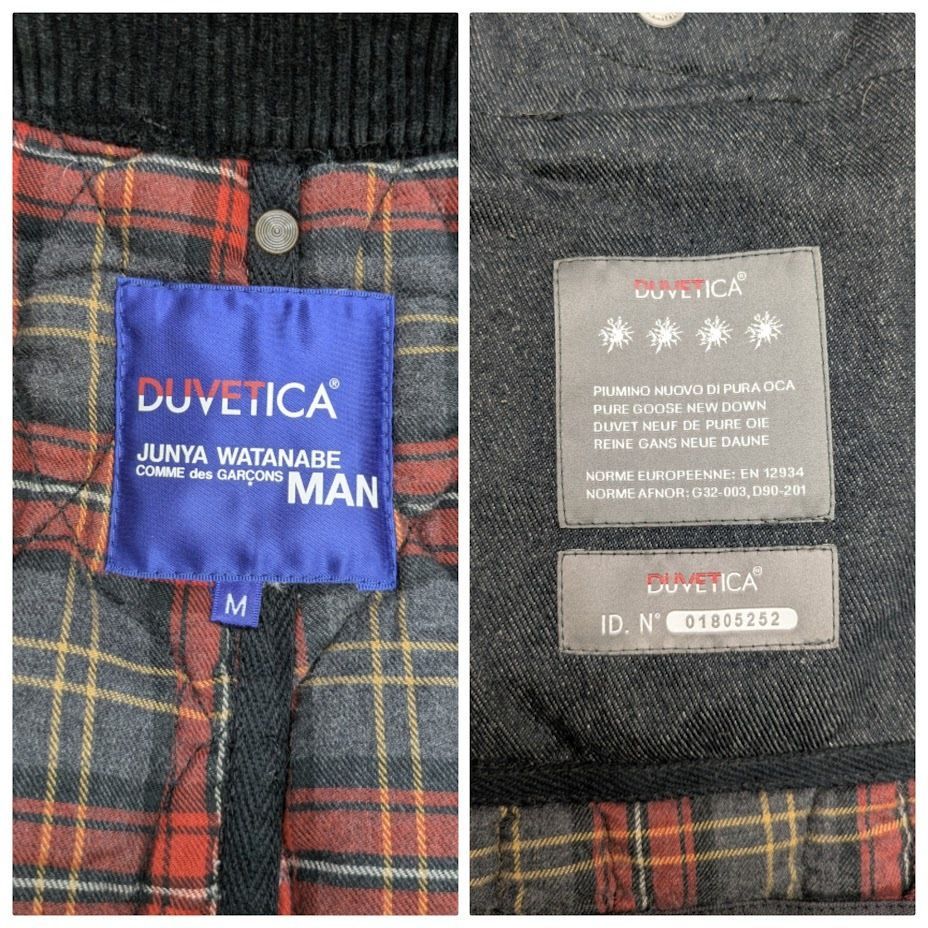 DUVETICA®
JUNYA WATANABE
COMME des GARÇONS
MAN
M
DUVETICA®
PIUMINO NUOVO DI PURA OCA
PURE GOOSE NEW DOWN
DUVET NEUF DE PURE OIE
REINE GANS NEUE DAUNE
NORME EUROPEENNE: EN 12934
NORME AFNOR: G32-003, D90-201
DUVETICA®
ID. N° 01805252